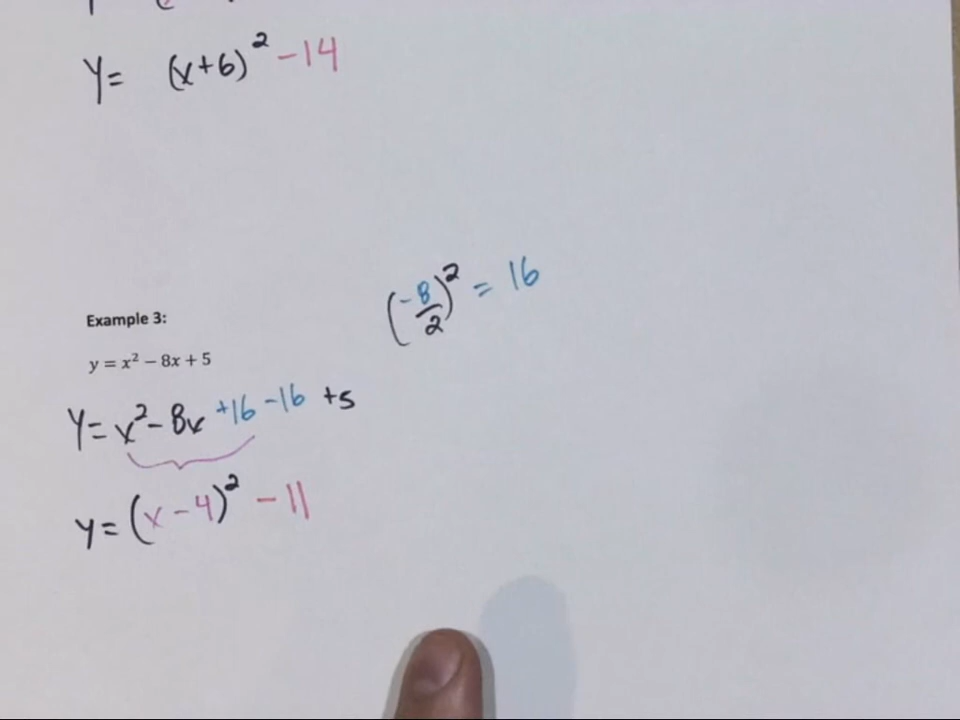 y = (x+6)² -14
(-8/2)² = 16
Example 3:
y = x² − 8x + 5
y = x² - 8x +16 -16 +5
y = (x - 4)² - 11